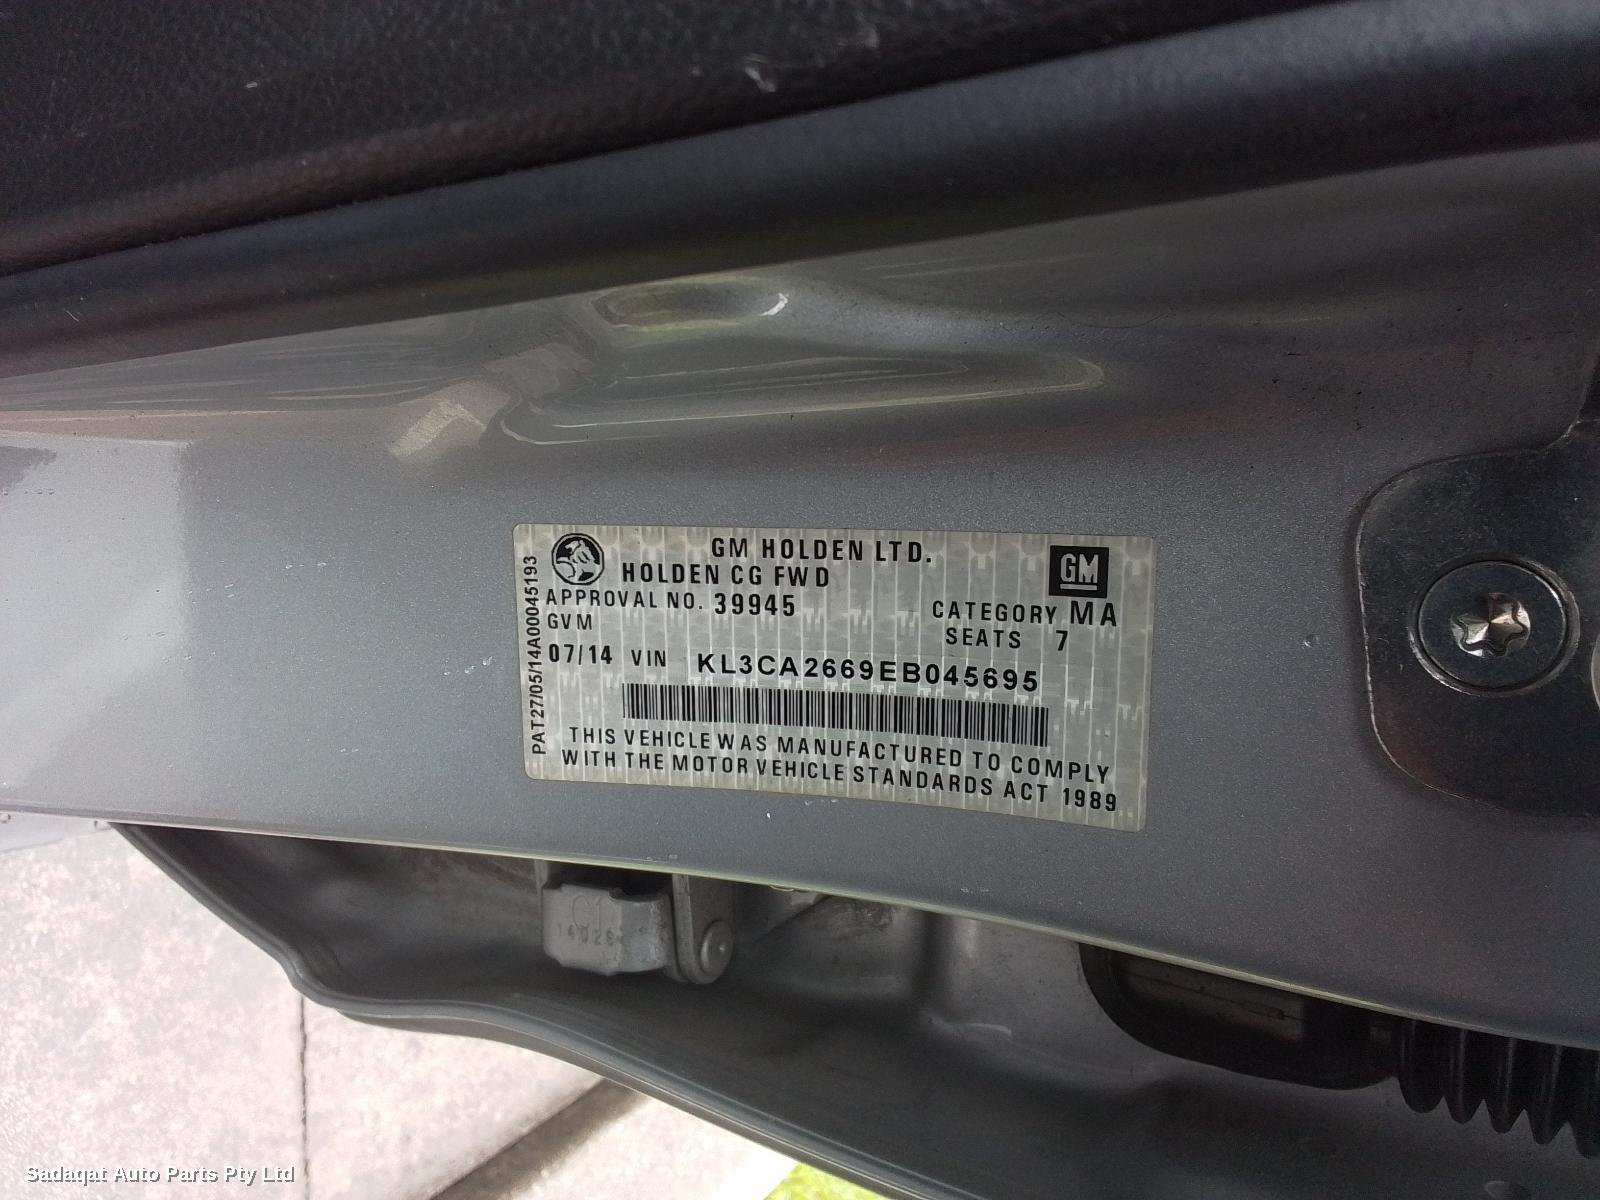 GM HOLDEN LTD.
GM
HOLDEN CG FWD
APPROVAL NO. 39945
CATEGORY MA
GVM
SEATS 7
07/14 VIN KL3CA2669EB045695
THIS VEHICLE WAS MANUFACTURED TO COMPLY
WITH THE MOTOR VEHICLE STANDARDS ACT 1989
PAT27/05/14A00045193
C1
Sadaqat Auto Parts Pty Ltd